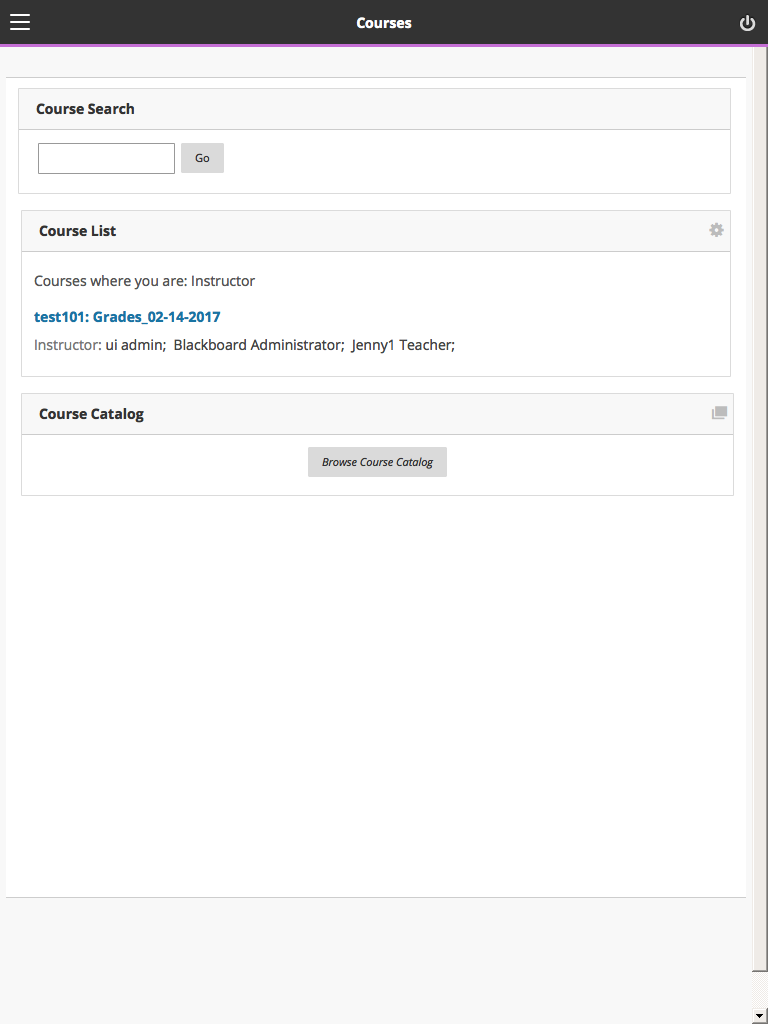 Courses
Course Search
Go
Course List
Courses where you are: Instructor
test101: Grades_02-14-2017
Instructor: ui admin;  Blackboard Administrator;  Jenny1 Teacher;
Course Catalog
Browse Course Catalog